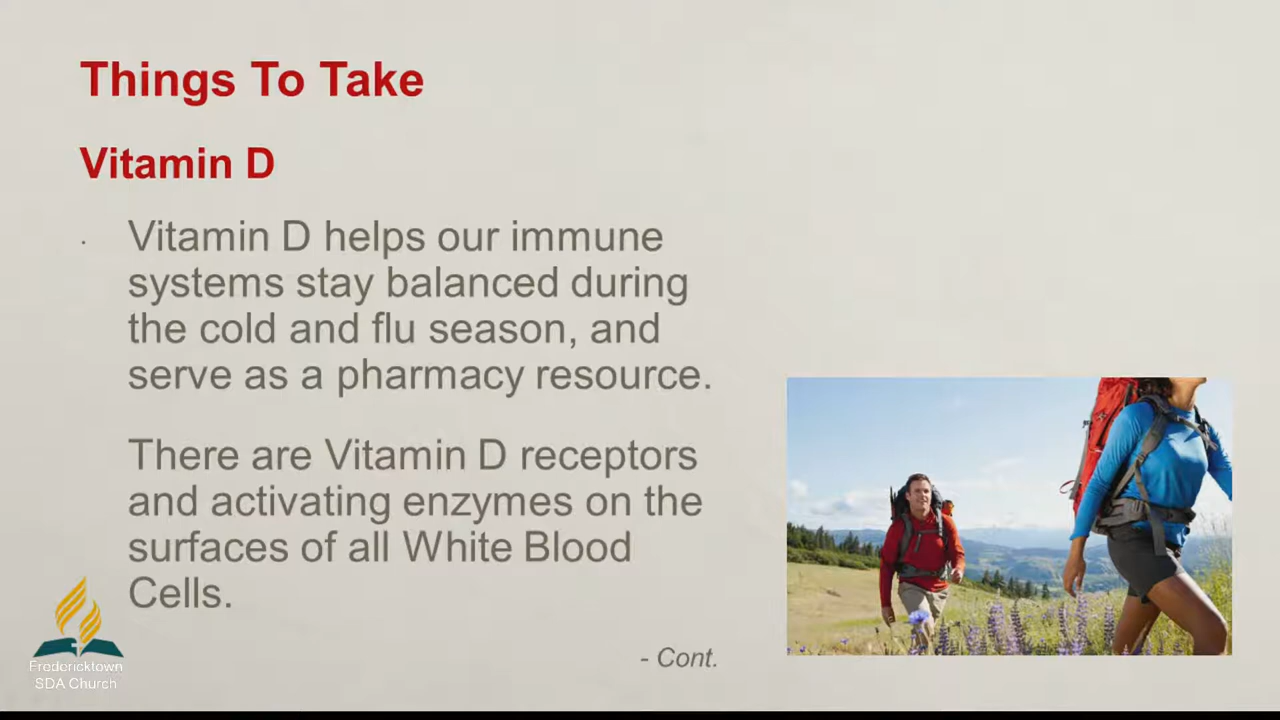 Things To Take
Vitamin D
· Vitamin D helps our immune
systems stay balanced during
the cold and flu season, and
serve as a pharmacy resource.
There are Vitamin D receptors
and activating enzymes on the
surfaces of all White Blood
Cells.
- Cont.
Fredericktown
SDA Church